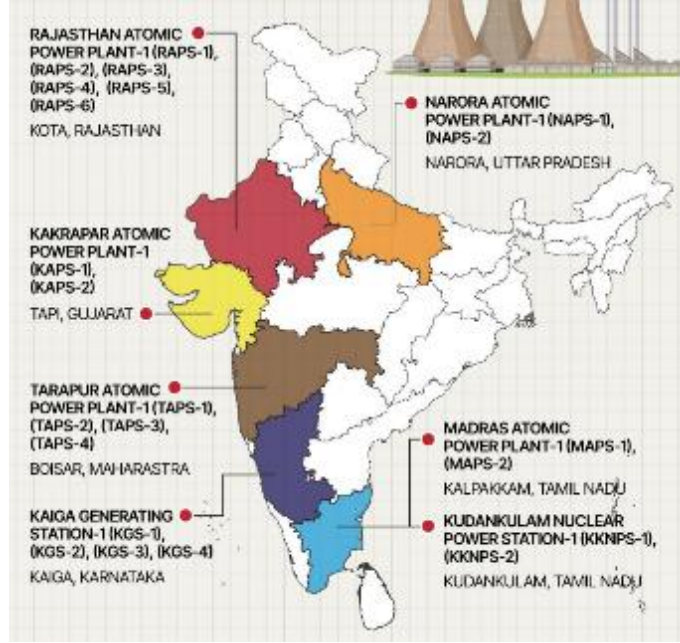 RAJASTHAN ATOMIC
POWER PLANT-1 (RAPS-1),
(RAPS-2), (RAPS-3),
(RAPS-4), (RAPS-5),
(RAPS-6)
KOTA, RAJASTHAN
NARORA ATOMIC
POWER PLANT-1 (NAPS-1),
(NAPS-2)
NARORA, UTTAR PRADESH
KAKRAPAR ATOMIC
POWER PLANT-1
(KAPS-1),
(KAPS-2)
TAPI, GUJARAT
TARAPUR ATOMIC
POWER PLANT-1 (TAPS-1),
(TAPS-2), (TAPS-3),
(TAPS-4)
BOISAR, MAHARASTRA
MADRAS ATOMIC
POWER PLANT-1 (MAPS-1),
(MAPS-2)
KALPAKKAM, TAMIL NADU
KAIGA GENERATING
STATION-1 (KGS-1),
(KGS-2), (KGS-3), (KGS-4)
KAIGA, KARNATAKA
KUDANKULAM NUCLEAR
POWER STATION-1 (KKNPS-1),
(KKNPS-2)
KUDANKULAM, TAMIL NADU